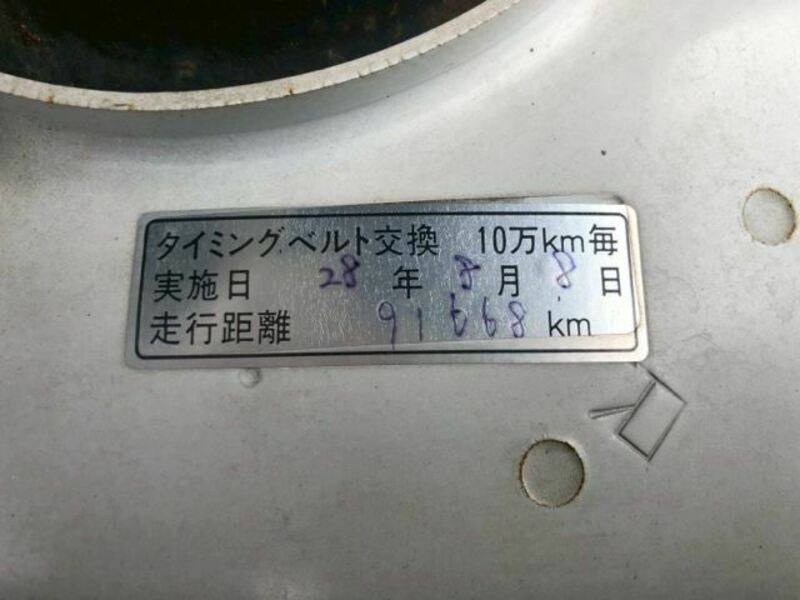 タイミングベルト交換 10万km毎
実施日 28 年 8 月 8 日
走行距離 91668 km